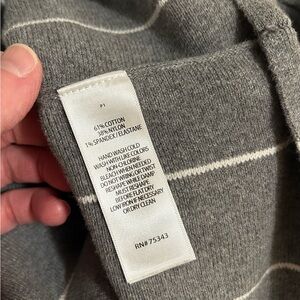 P1
61% COTTON
38% NYLON
1% SPANDEX/ELASTANE
HAND WASH COLD
WASH WITH LIKE COLORS
NON-CHLORINE
BLEACH WHEN NEEDED
DO NOT WRING OR TWIST
RESHAPE WHILE DAMP
RESHAPE MUST BE
BEFORE FLAT DRY
LOW IRON IF NECESSARY
OR DRY CLEAN
RN# 75343